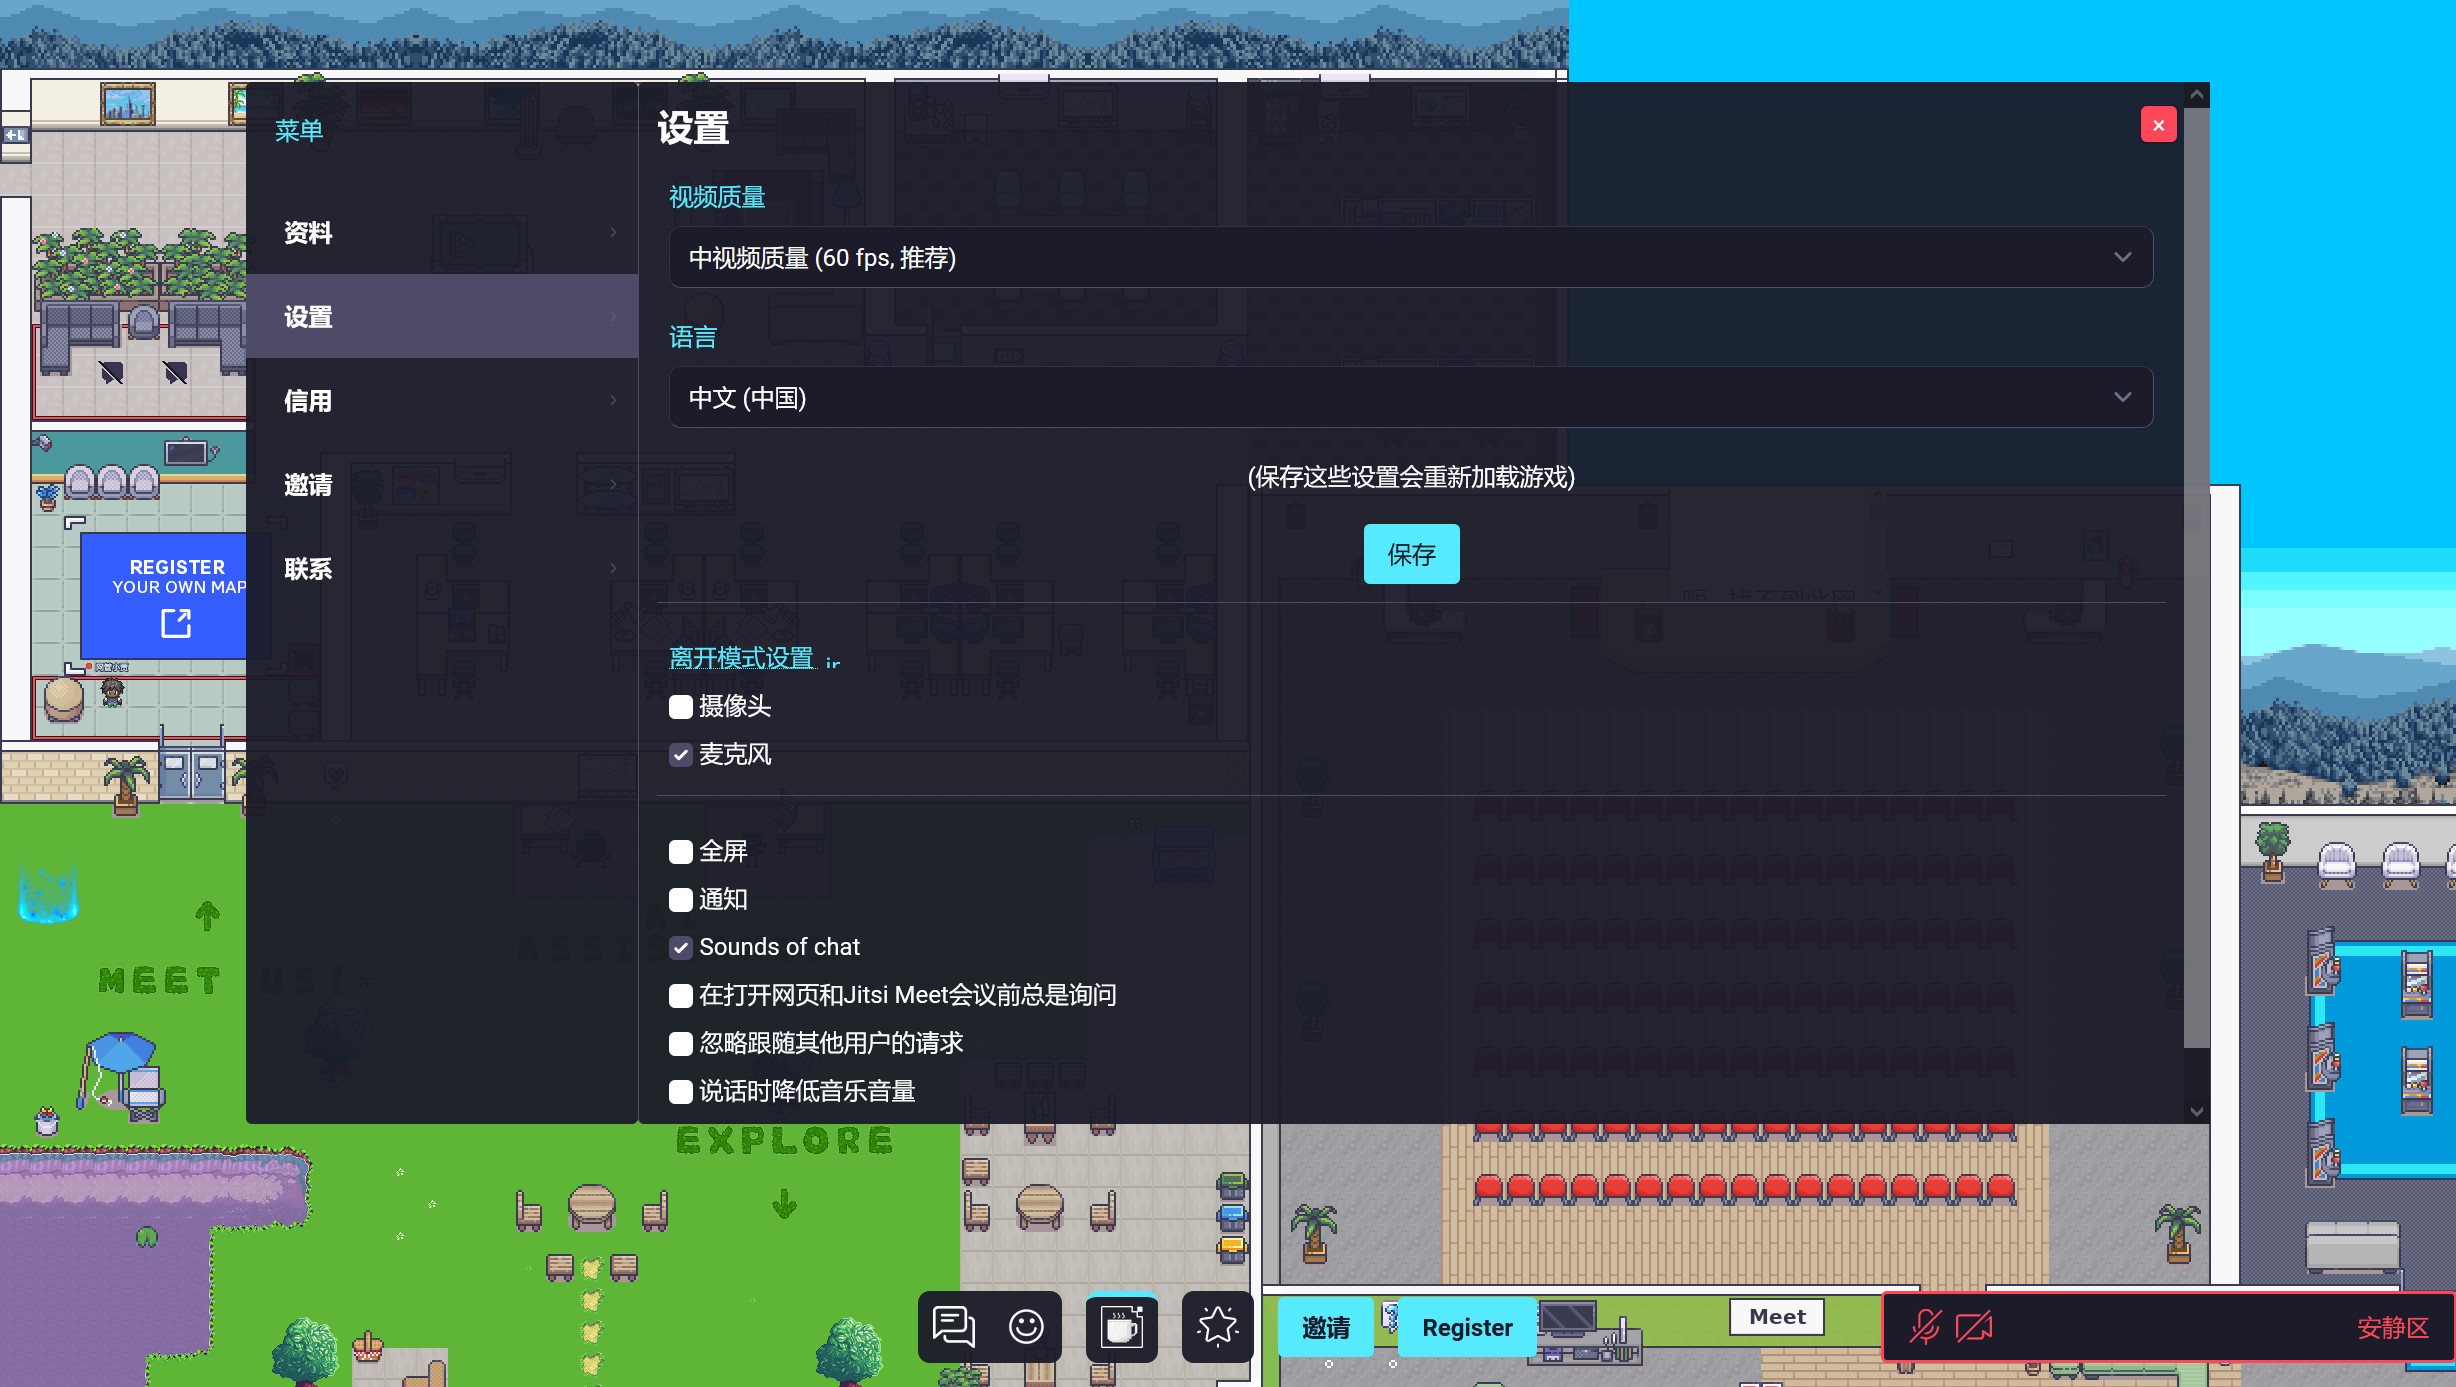 菜单
资料
设置
信用
邀请
联系
设置
视频质量
中视频质量 (60 fps, 推荐)
语言
中文 (中国)
(保存这些设置会重新加载游戏)
保存
离开模式设置
摄像头
麦克风
全屏
通知
Sounds of chat
在打开网页和Jitsi Meet会议前总是询问
忽略跟随其他用户的请求
说话时降低音乐音量
REGISTER
YOUR OWN MAP
MEET US!
EXPLORE
邀请
Register
Meet
安静区